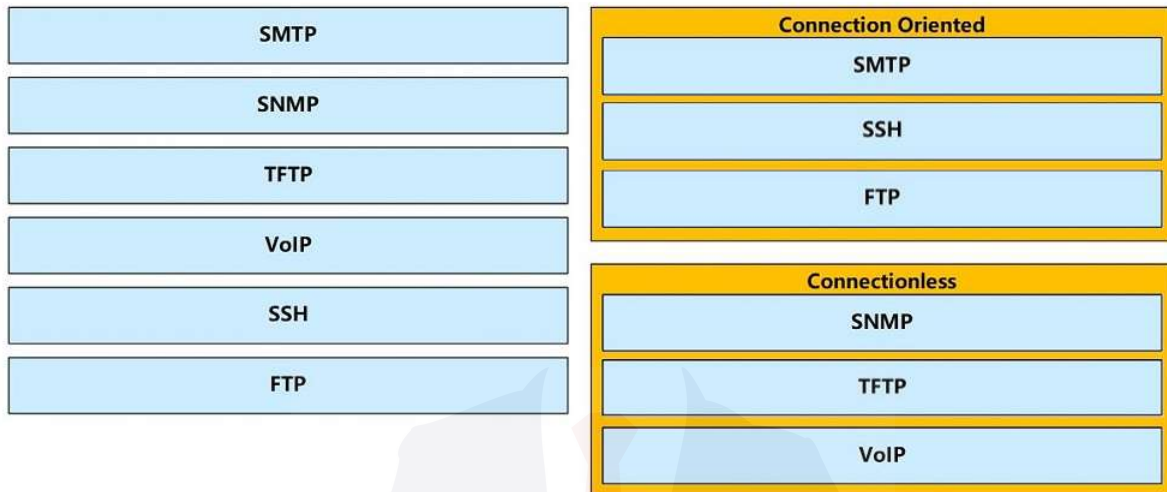 SMTP
SNMP
TFTP
VoIP
SSH
FTP
Connection Oriented
SMTP
SSH
FTP
Connectionless
SNMP
TFTP
VoIP